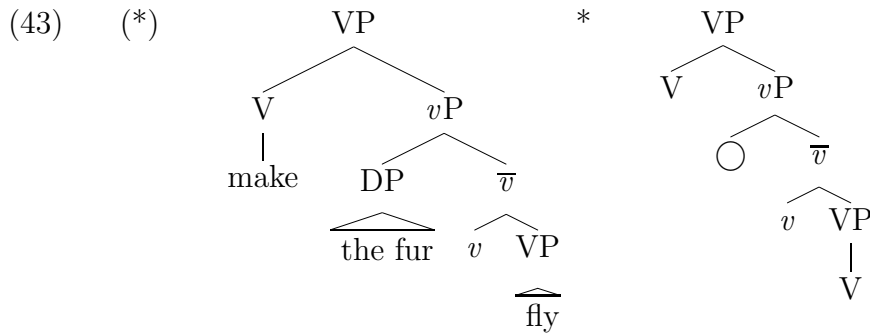 (43) (*) VP * VP
V vP V vP
make DP v̅ v̅
the fur v VP v VP
fly V